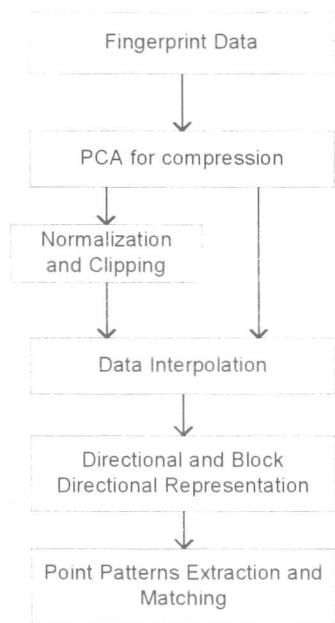 Fingerprint Data
PCA for compression
Normalization
and Clipping
Data Interpolation
Directional and Block
Directional Representation
Point Patterns Extraction and
Matching